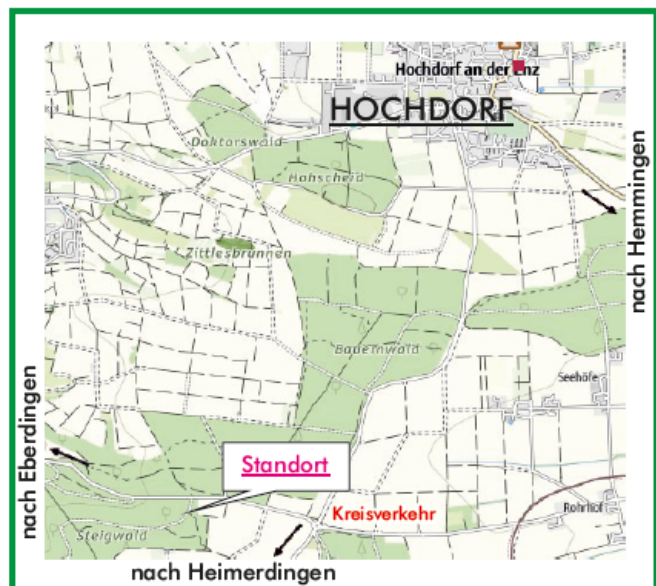 Hochdorf an der Enz
HOCHDORF
Doktorswald
Hohscheid
nach Hemmingen
Zittlesbrunnen
Bauernwald
Seehöfe
nach Eberdingen
Standort
Kreisverkehr
Rohrhof
Steigwald
nach Heimerdingen